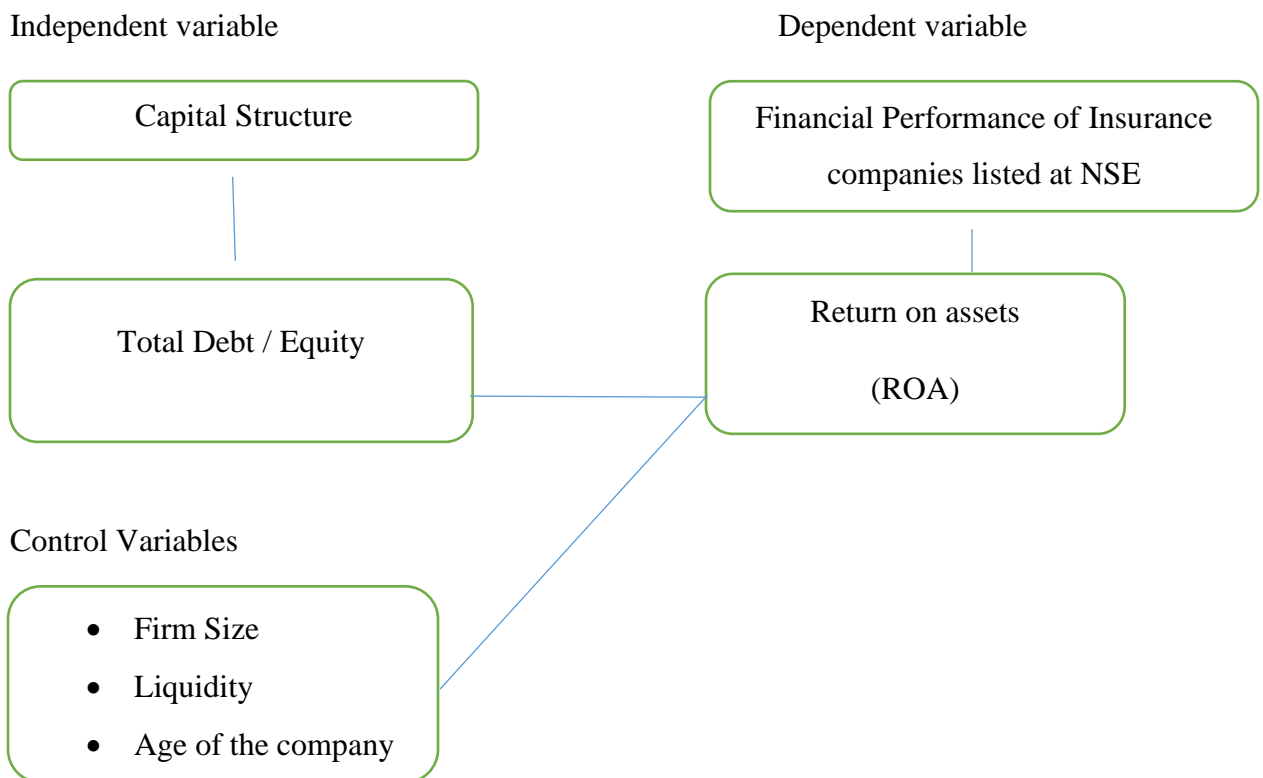 Independent variable
Dependent variable
Capital Structure
Financial Performance of Insurance
companies listed at NSE
Total Debt / Equity
Return on assets
(ROA)
Control Variables
• Firm Size
• Liquidity
• Age of the company